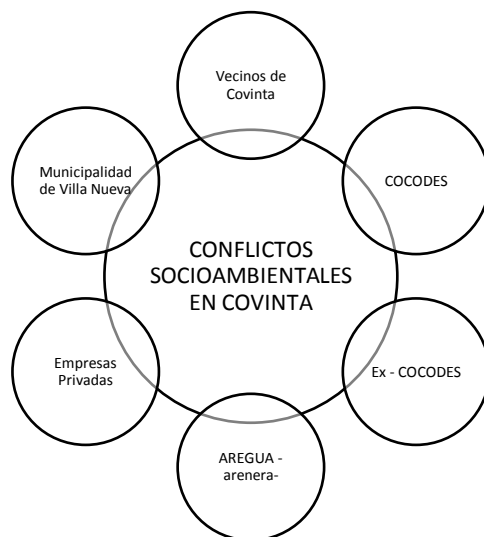 Vecinos de
Covinta
Municipalidad
de Villa Nueva
COCODES
CONFLICTOS
SOCIOAMBIENTALES
EN COVINTA
Empresas
Privadas
Ex - COCODES
AREGUA -
arenera-